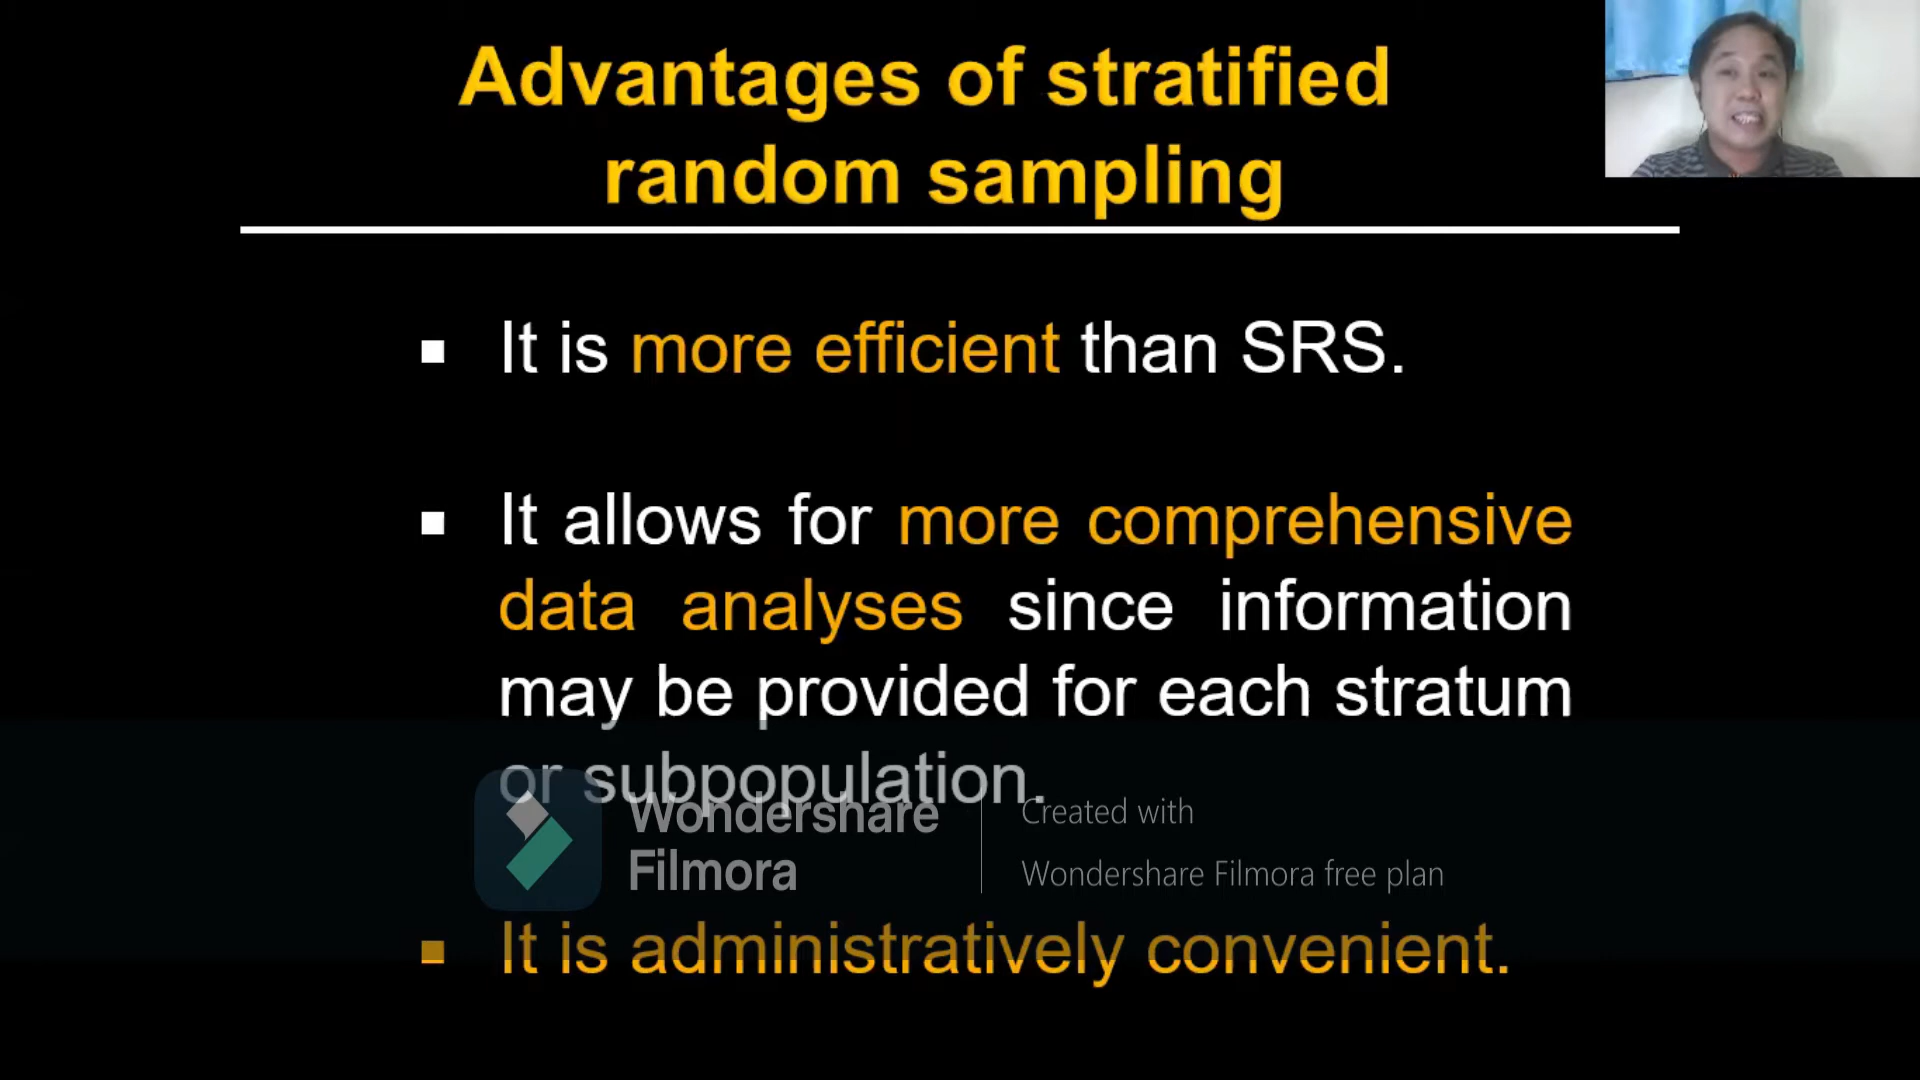 Advantages of stratified
random sampling
It is more efficient than SRS.
It allows for more comprehensive
data analyses since information
may be provided for each stratum
or subpopulation.
Wondershare
Filmora
Created with
Wondershare Filmora free plan
It is administratively convenient.